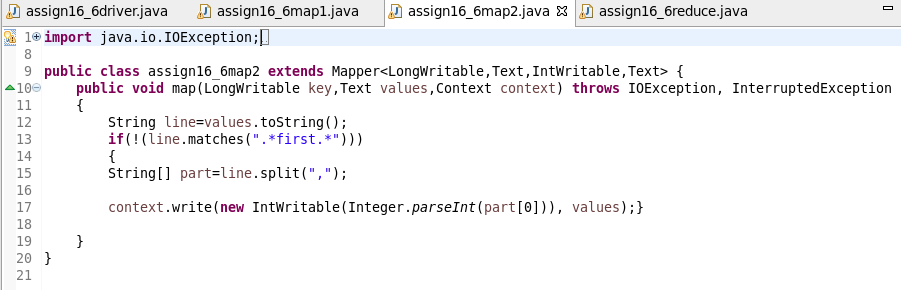 assign16_6driver.java assign16_6map1.java assign16_6map2.java assign16_6reduce.java
1 import java.io.IOException;
8
9 public class assign16_6map2 extends Mapper<LongWritable,Text,IntWritable,Text> {
10 public void map(LongWritable key,Text values,Context context) throws IOException, InterruptedException
11 {
12 String line=values.toString();
13 if(!(line.matches(".*first.*")))
14 {
15 String[] part=line.split(",");
16
17 context.write(new IntWritable(Integer.parseInt(part[0])), values);}
18
19 }
20 }
21